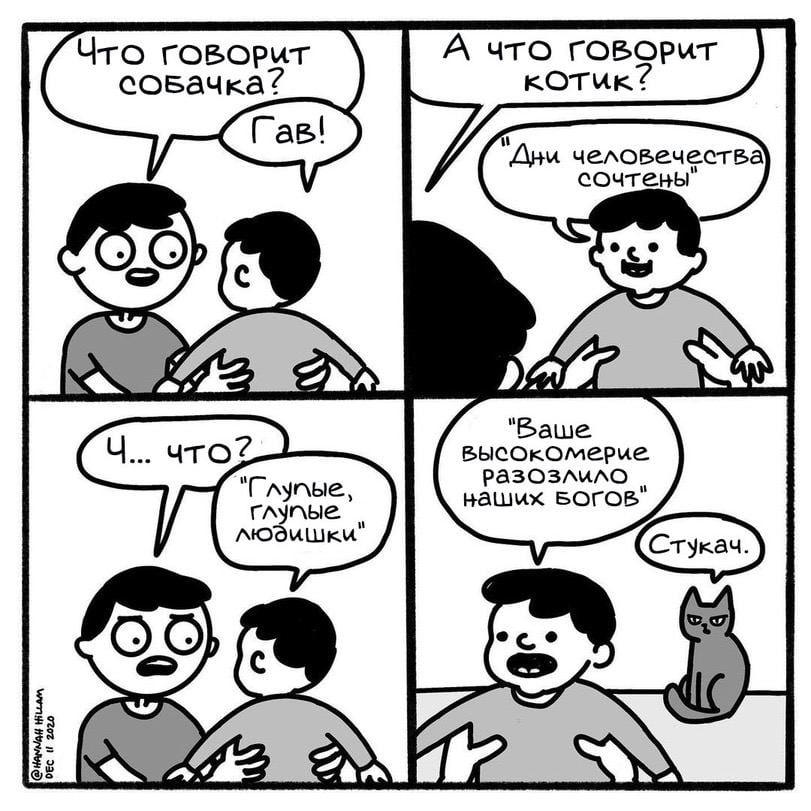 Что говорит
собачка?
Гав!
А что говорит
котик?
"Дни человечества
сочтены"
Ч... что?
"Глупые,
глупые
людишки"
"Ваше
высокомерие
разозлило
наших богов"
Стукач.
@HANNAH HILLAM
DEC 11 2020